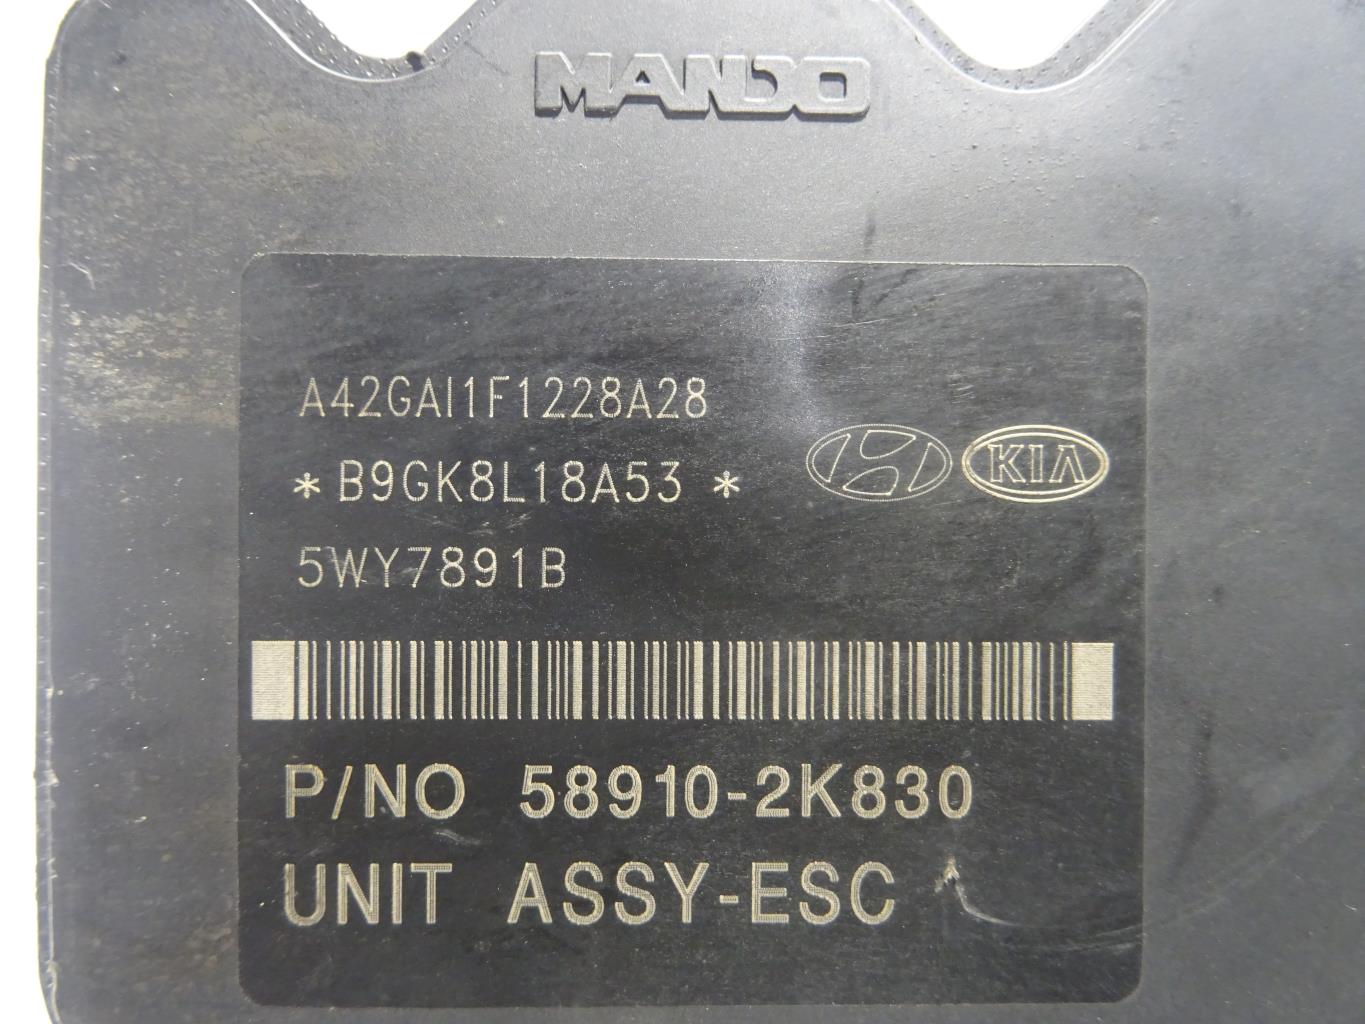 MANDO
A42GAI1F1228A28
*B9GK8L18A53 *
KIA
5WY7891B
P/NO 58910-2K830
UNIT ASSY-ESC